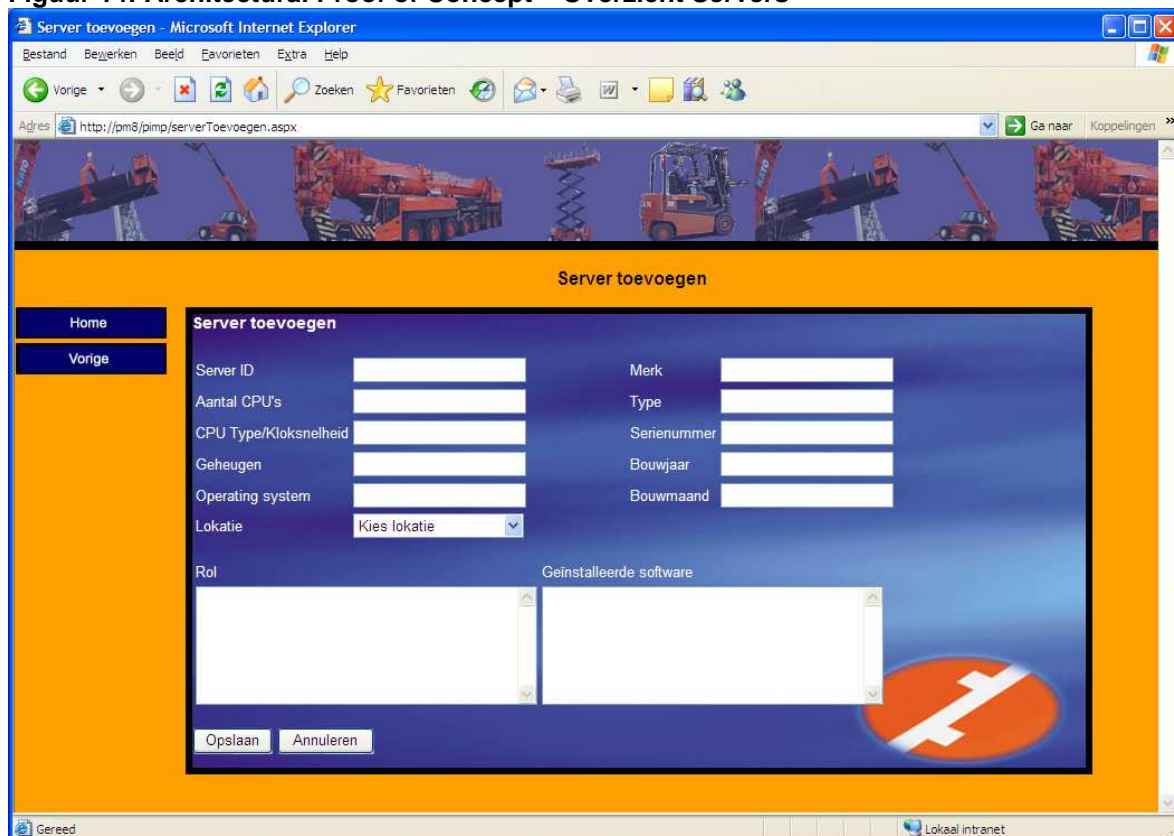 Figuur 14: Architectural Proof of Concept – Overzicht Servers
Server toevoegen - Microsoft Internet Explorer
Bestand Bewerken Beeld Favorieten Extra Help
Vorige Zoeken Favorieten
Adres http://pm8/pimp/serverToevoegen.aspx Ga naar Koppelingen »
Server toevoegen
Home
Vorige
Server toevoegen
Server ID Merk
Aantal CPU's Type
CPU Type/Kloksnelheid Serienummer
Geheugen Bouwjaar
Operating system Bouwmaand
Lokatie Kies lokatie
Rol Geïnstalleerde software
Opslaan Annuleren
Gereed Lokaal intranet